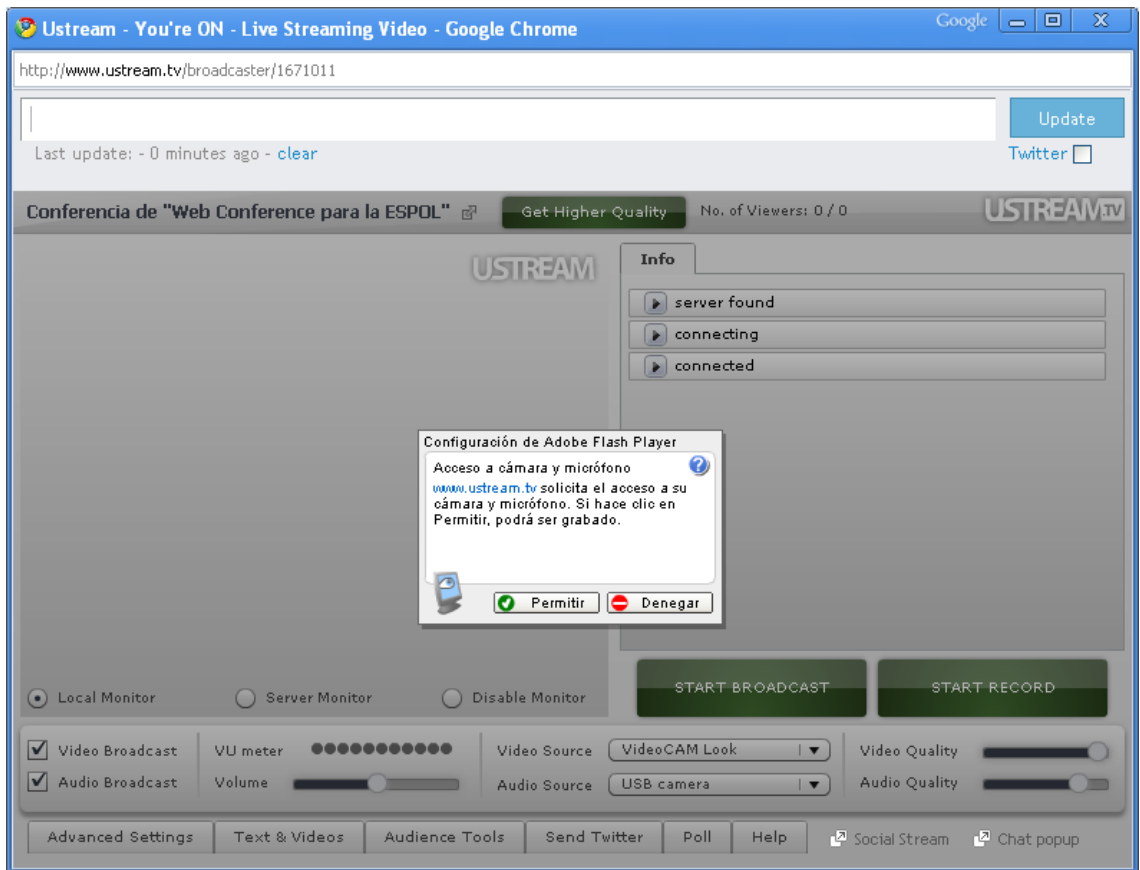 Ustream - You're ON - Live Streaming Video - Google Chrome
Google
http://www.ustream.tv/broadcaster/1671011
Update
Last update: - 0 minutes ago - clear
Twitter
Conferencia de "Web Conference para la ESPOL"
Get Higher Quality
No. of Viewers: 0 / 0
USTREAM.TV
USTREAM
Info
server found
connecting
connected
Configuración de Adobe Flash Player
Acceso a cámara y micrófono
www.ustream.tv solicita el acceso a su
cámara y micrófono. Si hace clic en
Permitir, podrá ser grabado.
Permitir
Denegar
Local Monitor
Server Monitor
Disable Monitor
START BROADCAST
START RECORD
Video Broadcast
VU meter
Video Source
VideoCAM Look
Video Quality
Audio Broadcast
Volume
Audio Source
USB camera
Audio Quality
Advanced Settings
Text & Videos
Audience Tools
Send Twitter
Poll
Help
Social Stream
Chat popup